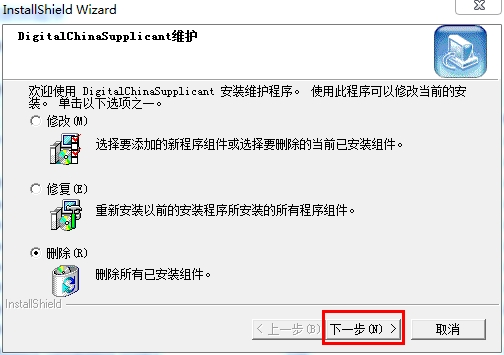 InstallShield Wizard
DigitalChinaSupplicant维护
欢迎使用 DigitalChinaSupplicant 安装维护程序。 使用此程序可以修改当前的安
装。 单击以下选项之一。
修改(M)
选择要添加的新程序组件或选择要删除的当前已安装组件。
修复(E)
重新安装以前的安装程序所安装的所有程序组件。
删除(R)
删除所有已安装组件。
InstallShield
< 上一步(B) 下一步(N) > 取消